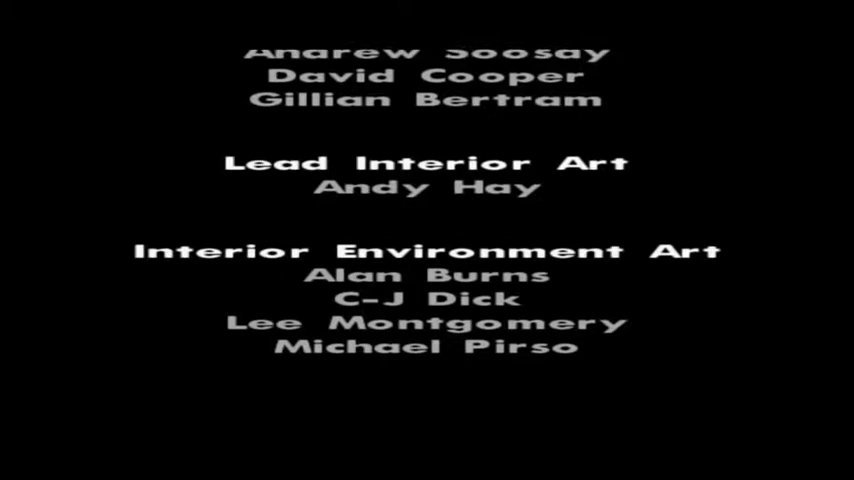 Andrew Soosay
David Cooper
Gillian Bertram
Lead Interior Art
Andy Hay
Interior Environment Art
Alan Burns
C-J Dick
Lee Montgomery
Michael Pirso